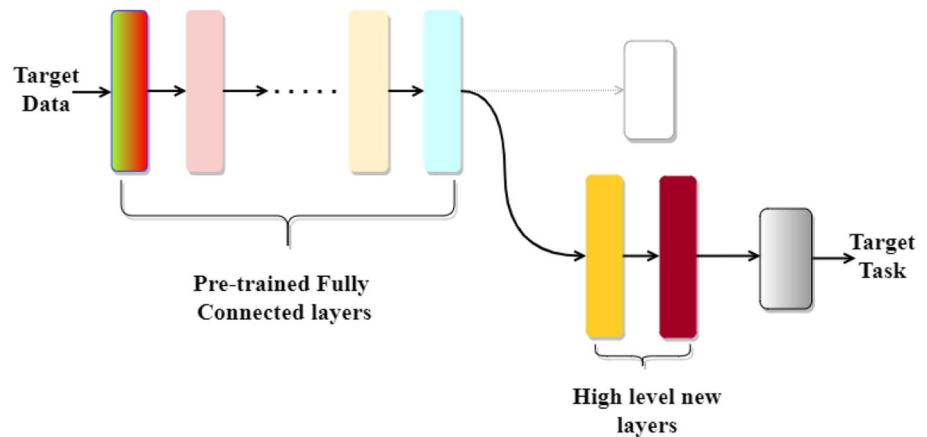 Target
Data
Pre-trained Fully
Connected layers
High level new
layers
Target
Task